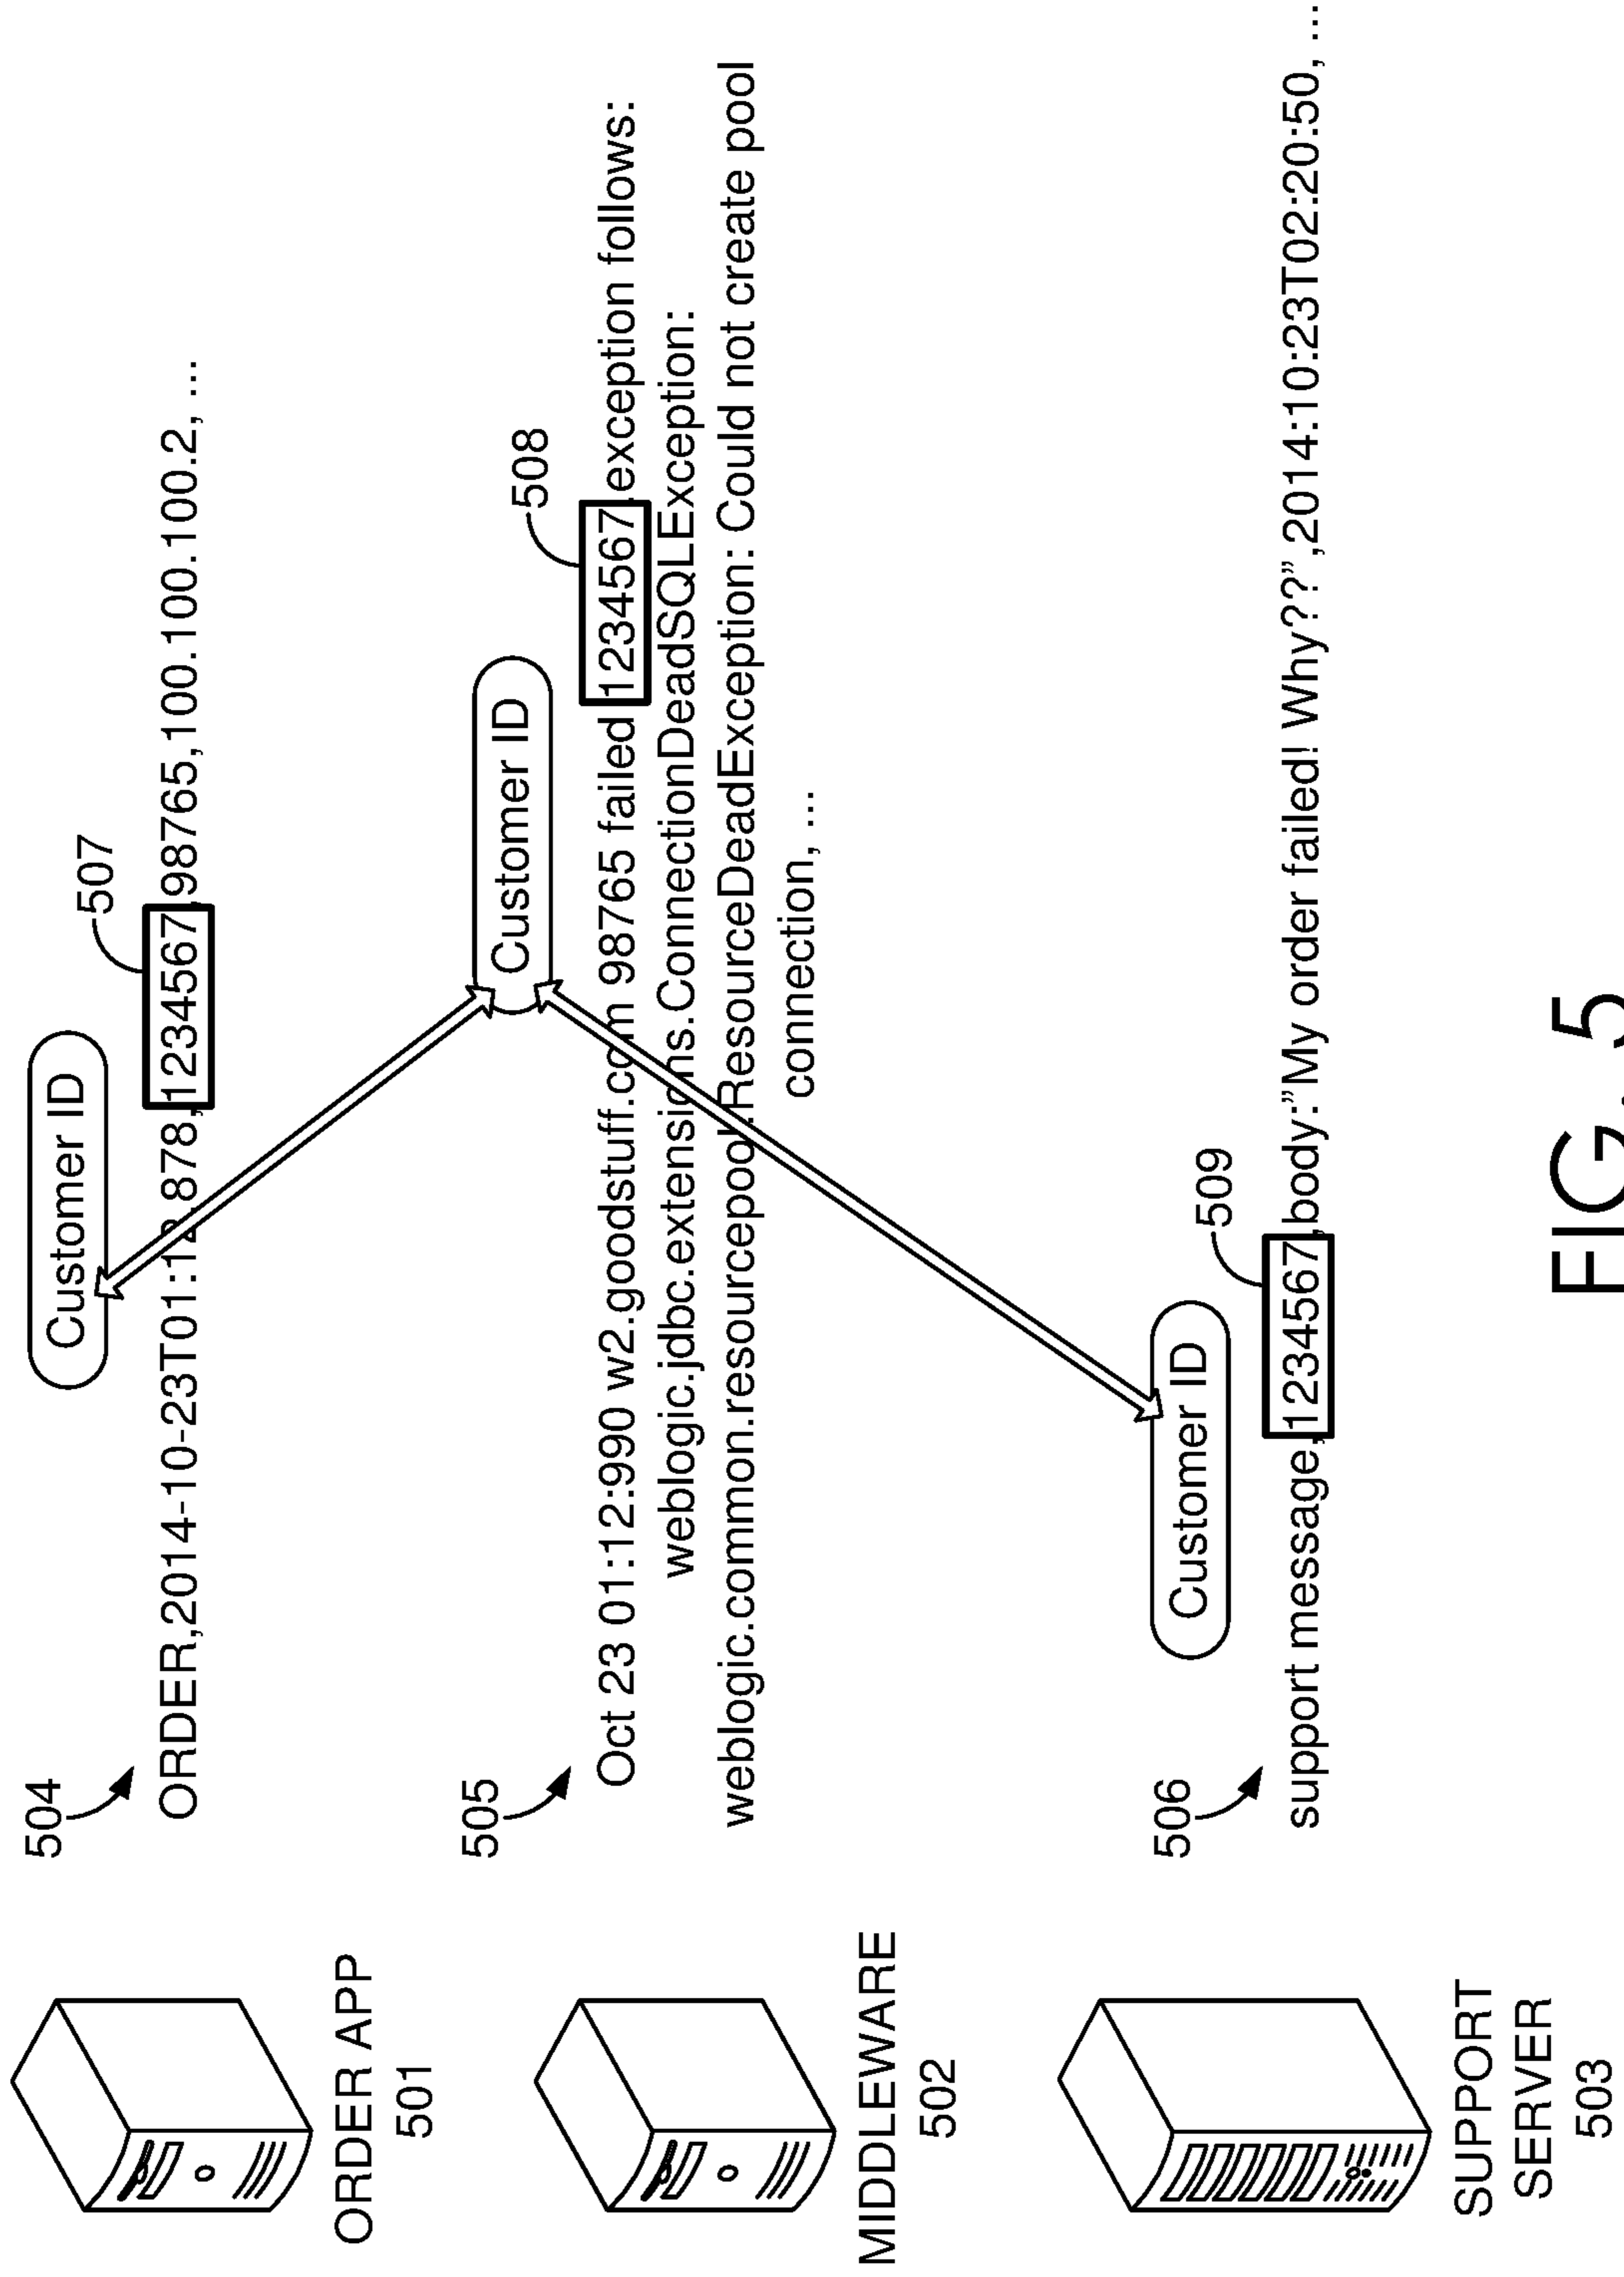 504
Customer ID
507
ORDER,2014-10-23T01:12.878,1234567,98765,100.100.100.2, ...
ORDER APP
501
505
Customer ID
508
Oct 23 01:12:990 w2.goodstuff.com 98765 failed 1234567.exception follows:
weblogic.jdbc.extensions.ConnectionDeadSQLException:
weblogic.common.resourcepool.ResourceDeadException: Could not create pool
connection, ...
MIDDLEWARE
502
506
Customer ID
509
support message,1234567,body:”My order failed! Why??”,2014:10:23T02:20:50, ...
SUPPORT
SERVER
503
FIG. 5